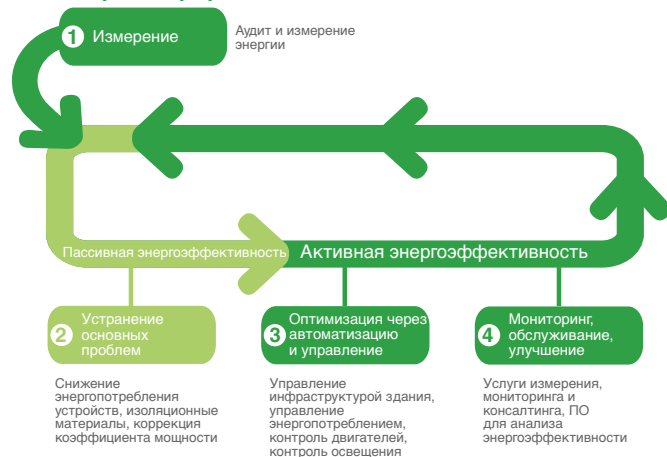 1 Измерение
Аудит и измерение
энергии
Пассивная энергоэффективность
Активная энергоэффективность
2 Устранение
основных
проблем
3 Оптимизация через
автоматизацию
и управление
4 Мониторинг,
обслуживание,
улучшение
Снижение
энергопотребления
устройств, изоляционные
материалы, коррекция
коэффициента мощности
Управление
инфраструктурой здания,
управление
энергопотреблением,
контроль двигателей,
контроль освещения
Услуги измерения,
мониторинга и
консалтинга, ПО
для анализа
энергоэффективности